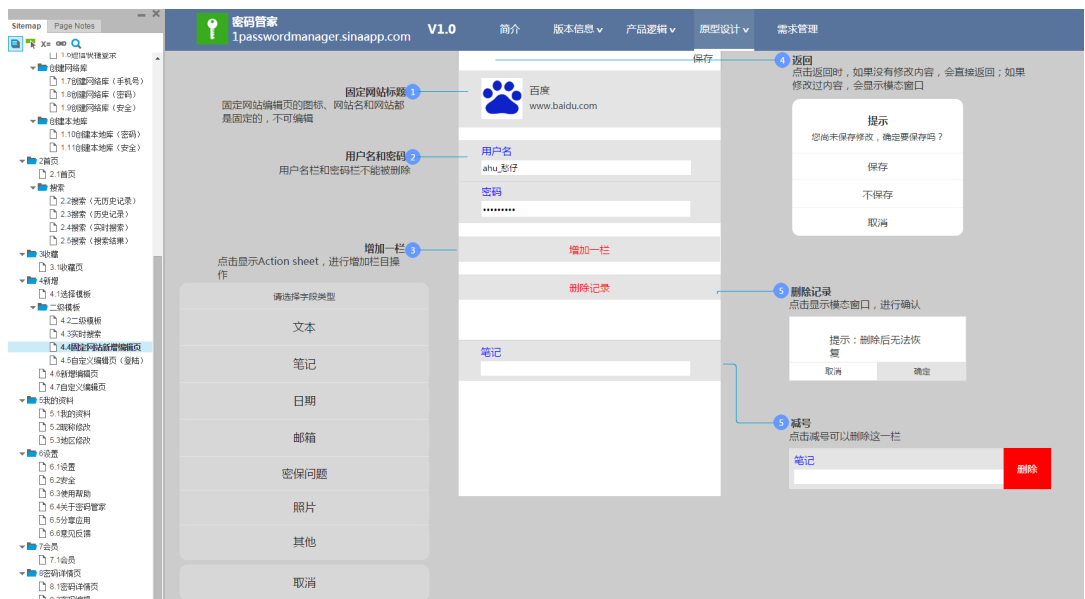 Sitemap
Page Notes
密码管家
1passwordmanager.sinaapp.com
V1.0
简介
版本信息
产品逻辑
原型设计
需求管理
创建网络库
1.7创建网络库（手机号）
1.8创建网络库（密码）
1.9创建网络库（安全）
创建本地库
1.10创建本地库（密码）
1.11创建本地库（安全）
2首页
2.1首页
搜索
2.2搜索（无历史记录）
2.3搜索（历史记录）
2.4搜索（实时搜索）
2.5搜索（搜索结果）
3收藏
3.1收藏页
4新增
4.1选择模板
二级模板
4.2二级模板
4.3实时搜索
4.4固定网站新增编辑页
4.5自定义编辑页（登陆）
4.6新增编辑页
4.7自定义编辑页
5我的资料
5.1我的资料
5.2昵称修改
5.3地区修改
6设置
6.1设置
6.2安全
6.3使用帮助
6.4关于密码管家
6.5分享应用
6.6意见反馈
7会员
7.1会员
8密码详情页
8.1密码详情页
固定网站标题 1
固定网站编辑页的图标、网站名和网站都
是固定的，不可编辑
用户名和密码 2
用户名栏和密码栏不能被删除
增加一栏 3
点击显示Action sheet，进行增加栏目操
作
请选择字段类型
文本
笔记
日期
邮箱
密保问题
照片
其他
取消
保存
百度
www.baidu.com
用户名
ahu_愁仔
密码
•••••••••
增加一栏
删除记录
笔记
4 返回
点击返回时，如果没有修改内容，会直接返回；如果
修改过内容，会显示模态窗口
提示
您尚未保存修改，确定要保存吗？
保存
不保存
取消
5 删除记录
点击显示模态窗口，进行确认
提示：删除后无法恢
复
取消
确定
5 减号
点击减号可以删除这一栏
笔记
删除